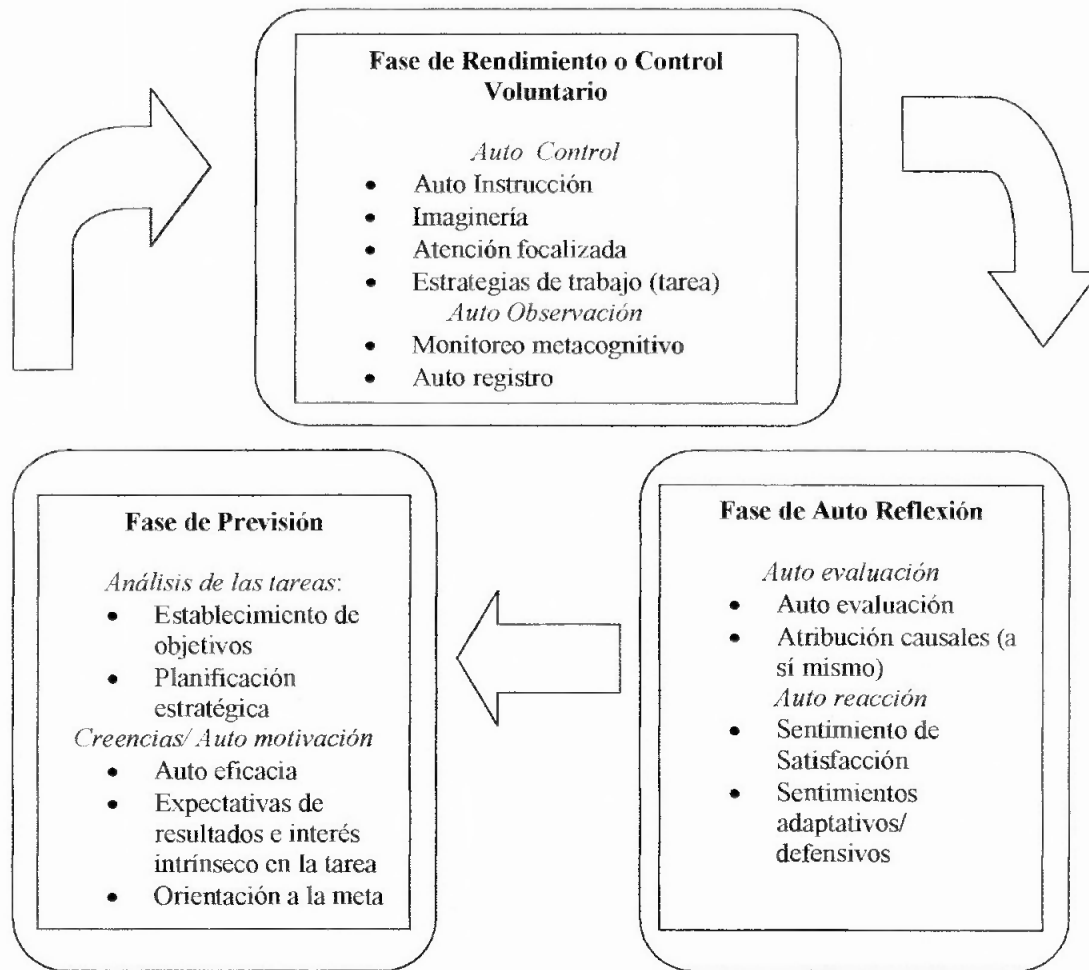 Fase de Rendimiento o Control
Voluntario
Auto Control
• Auto Instrucción
• Imaginería
• Atención focalizada
• Estrategias de trabajo (tarea)
Auto Observación
• Monitoreo metacognitivo
• Auto registro
Fase de Previsión
Análisis de las tareas:
• Establecimiento de
objetivos
• Planificación
estratégica
Creencias/ Auto motivación
• Auto eficacia
• Expectativas de
resultados e interés
intrínseco en la tarea
• Orientación a la meta
Fase de Auto Reflexión
Auto evaluación
• Auto evaluación
• Atribución causales (a
sí mismo)
Auto reacción
• Sentimiento de
Satisfacción
• Sentimientos
adaptativos/
defensivos